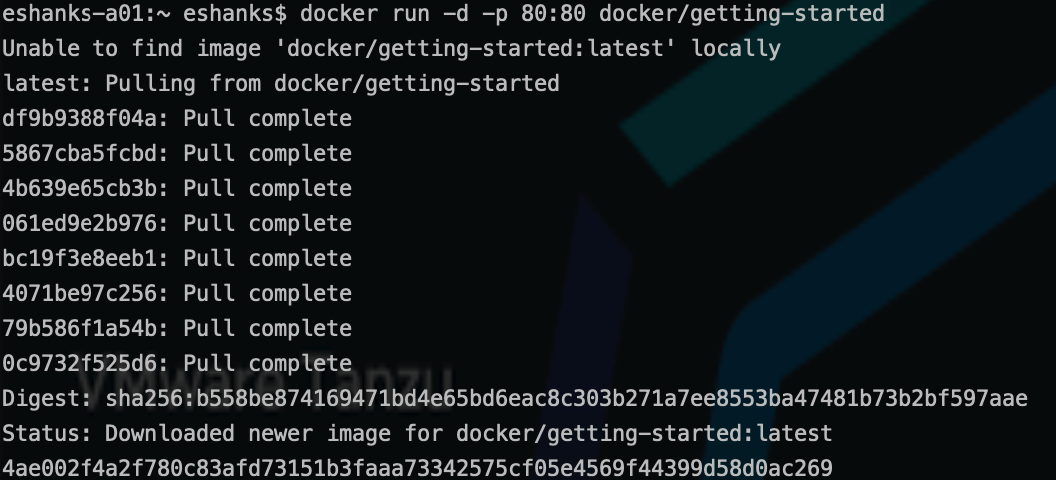 eshanks-a01:~ eshanks$ docker run -d -p 80:80 docker/getting-started
Unable to find image 'docker/getting-started:latest' locally
latest: Pulling from docker/getting-started
df9b9388f04a: Pull complete
5867cba5fcbd: Pull complete
4b639e65cb3b: Pull complete
061ed9e2b976: Pull complete
bc19f3e8eeb1: Pull complete
4071be97c256: Pull complete
79b586f1a54b: Pull complete
0c9732f525d6: Pull complete
VMware Tanzu
Digest: sha256:b558be874169471bd4e65bd6eac8c303b271a7ee8553ba47481b73b2bf597aae
Status: Downloaded newer image for docker/getting-started:latest
4ae002f4a2f780c83afd73151b3faaa73342575cf05e4569f44399d58d0ac269